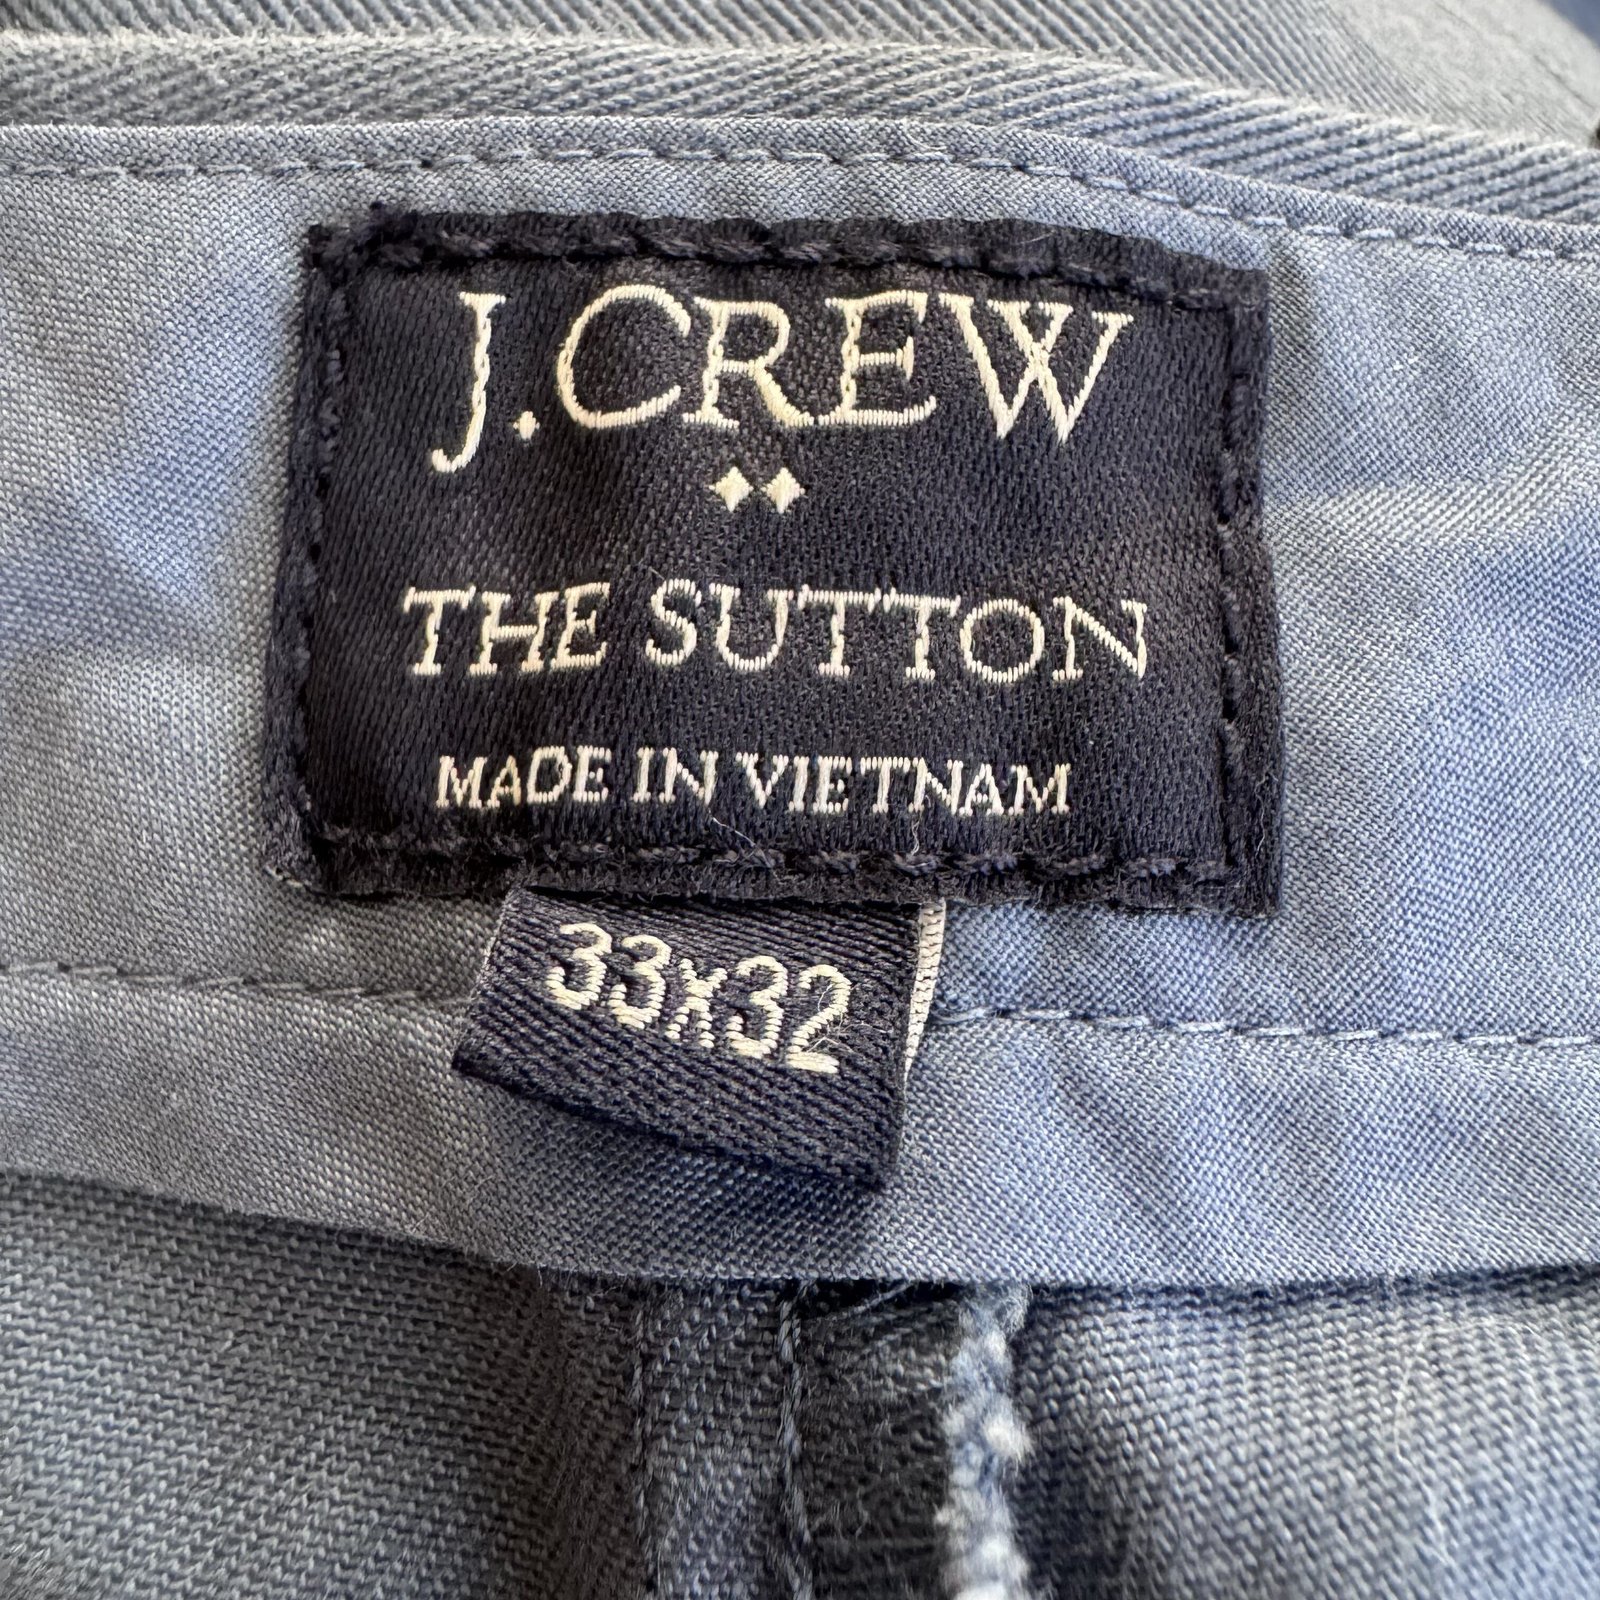 J.CREW
THE SUTTON
MADE IN VIETNAM
33x32